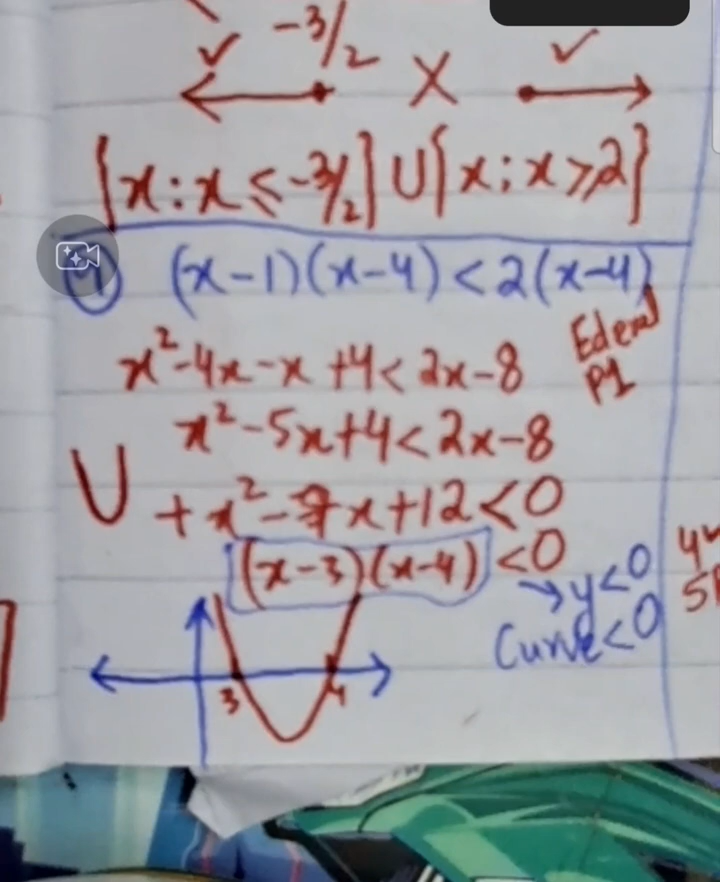 ✓ -3/2 X ✓
{x : x ≤ -3/2} ∪ {x ; x ≥ 2}
(x-1)(x-4) < 2(x-4)
Edexel
P1
x²-4x-x+4 < 2x-8
x²-5x+4 < 2x-8
U + x²-7x+12 < 0
(x-3)(x-4) < 0
→ y < 0
Curve < 0
3 4